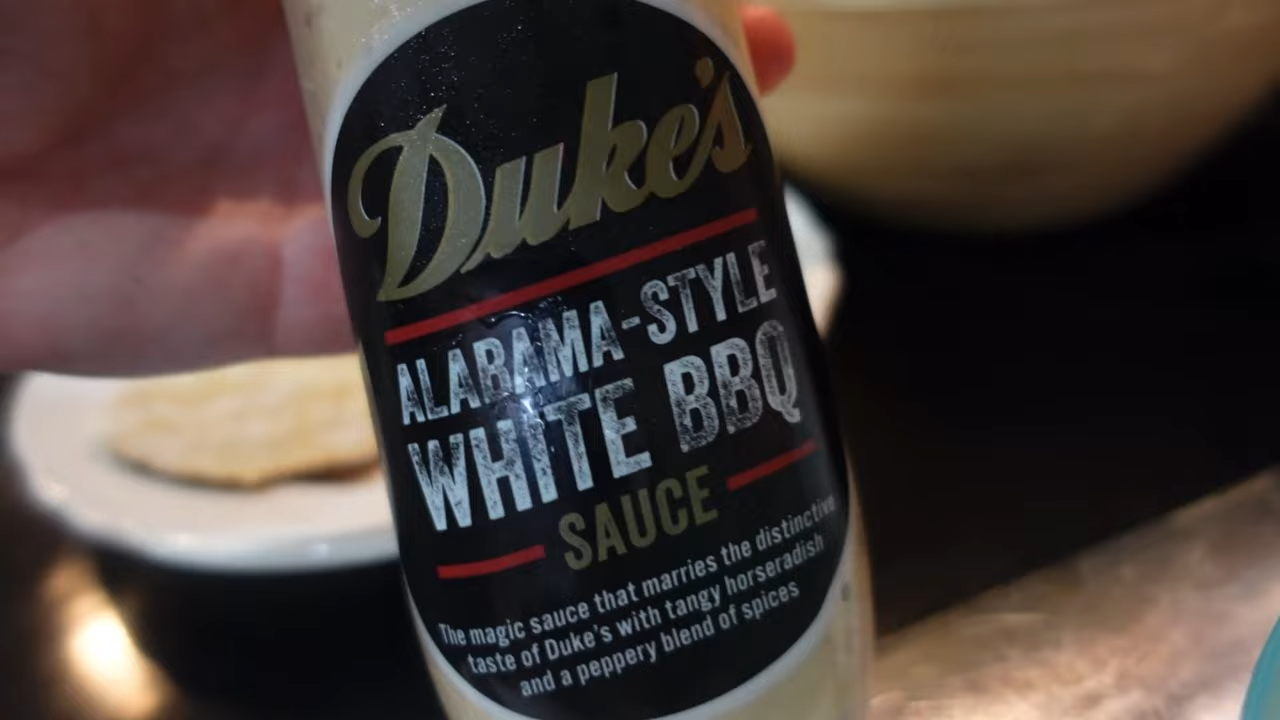 Duke's
ALABAMA-STYLE
WHITE BBQ
SAUCE
The magic sauce that marries the distinctive
taste of Duke's with tangy horseradish
and a peppery blend of spices